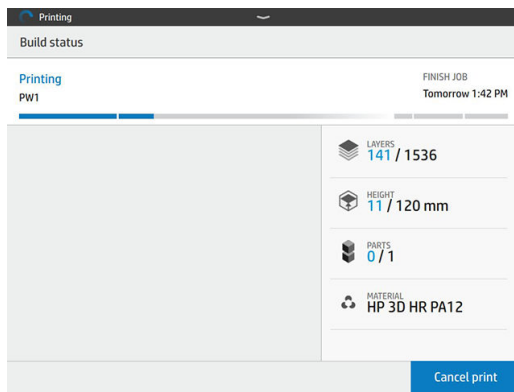 Printing
Build status
Printing
PW1
FINISH JOB
Tomorrow 1:42 PM
LAYERS
141 / 1536
HEIGHT
11 / 120 mm
PARTS
0 / 1
MATERIAL
HP 3D HR PA12
Cancel print